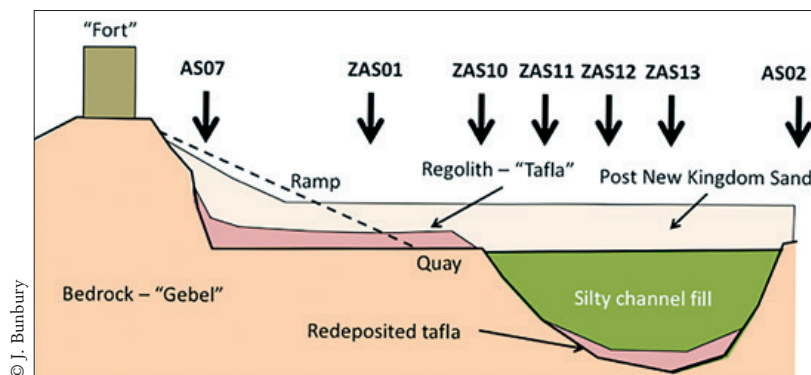 “Fort”
AS07
ZAS01
ZAS10
ZAS11
ZAS12
ZAS13
AS02
Ramp
Regolith – “Tafla”
Post New Kingdom Sand
Quay
Bedrock – “Gebel”
Silty channel fill
Redeposited tafla
© J. Bunbury